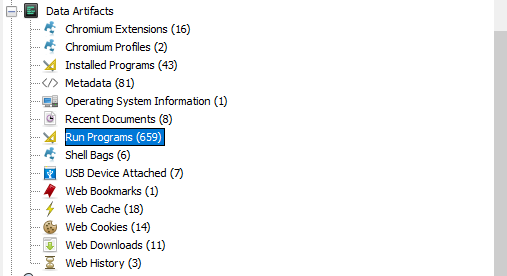 Data Artifacts
Chromium Extensions (16)
Chromium Profiles (2)
Installed Programs (43)
Metadata (81)
Operating System Information (1)
Recent Documents (8)
Run Programs (659)
Shell Bags (6)
USB Device Attached (7)
Web Bookmarks (1)
Web Cache (18)
Web Cookies (14)
Web Downloads (11)
Web History (3)